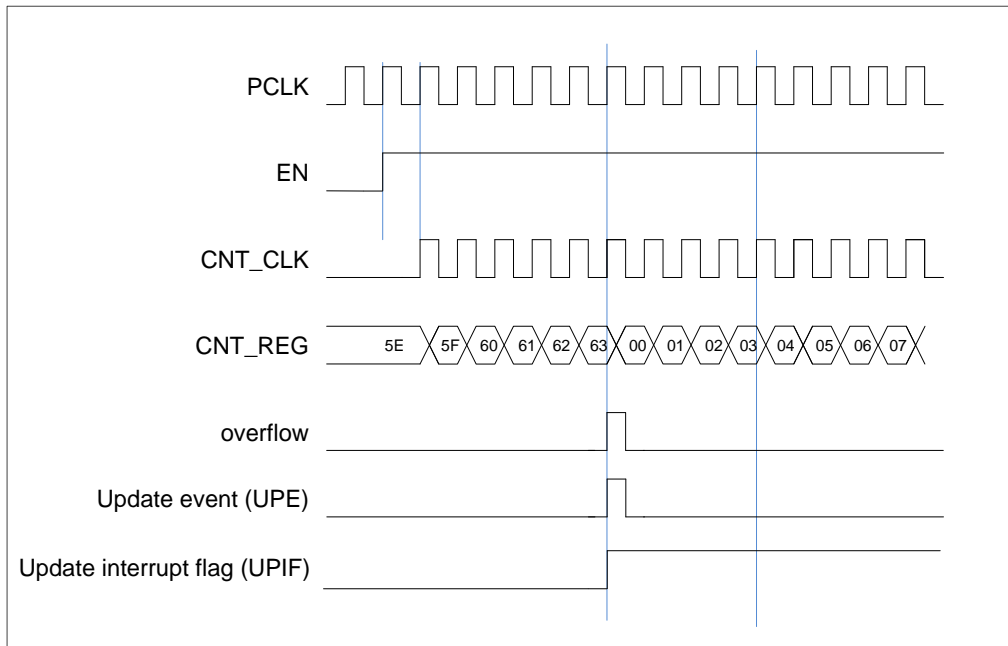 PCLK
EN
CNT_CLK
CNT_REG 5E 5F 60 61 62 63 00 01 02 03 04 05 06 07
overflow
Update event (UPE)
Update interrupt flag (UPIF)